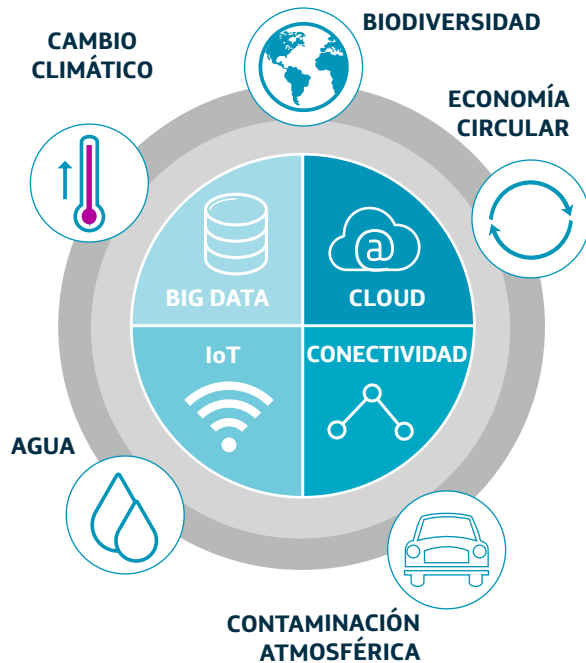 BIODIVERSIDAD
CAMBIO
CLIMÁTICO
ECONOMÍA
CIRCULAR
@
BIG DATA
CLOUD
IoT
CONECTIVIDAD
AGUA
CONTAMINACIÓN
ATMOSFÉRICA